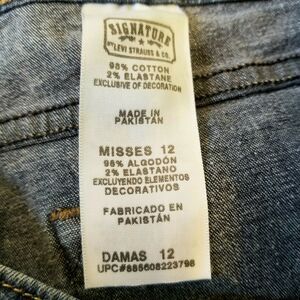 SIGNATURE
BY LEVI STRAUSS & CO.
98% COTTON
2% ELASTANE
EXCLUSIVE OF DECORATION
MADE IN
PAKISTAN
MISSES 12
98% ALGODÓN
2% ELASTANO
EXCLUYENDO ELEMENTOS
DECORATIVOS
FABRICADO EN
PAKISTÁN
DAMAS 12
UPC#885608223798